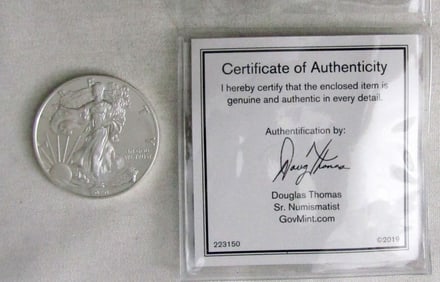 Certificate of Authenticity
I hereby certify that the enclosed item is
genuine and authentic in every detail.
Authentication by:
Doug Thomas
Douglas Thomas
Sr. Numismatist
GovMint.com
223150
©2019